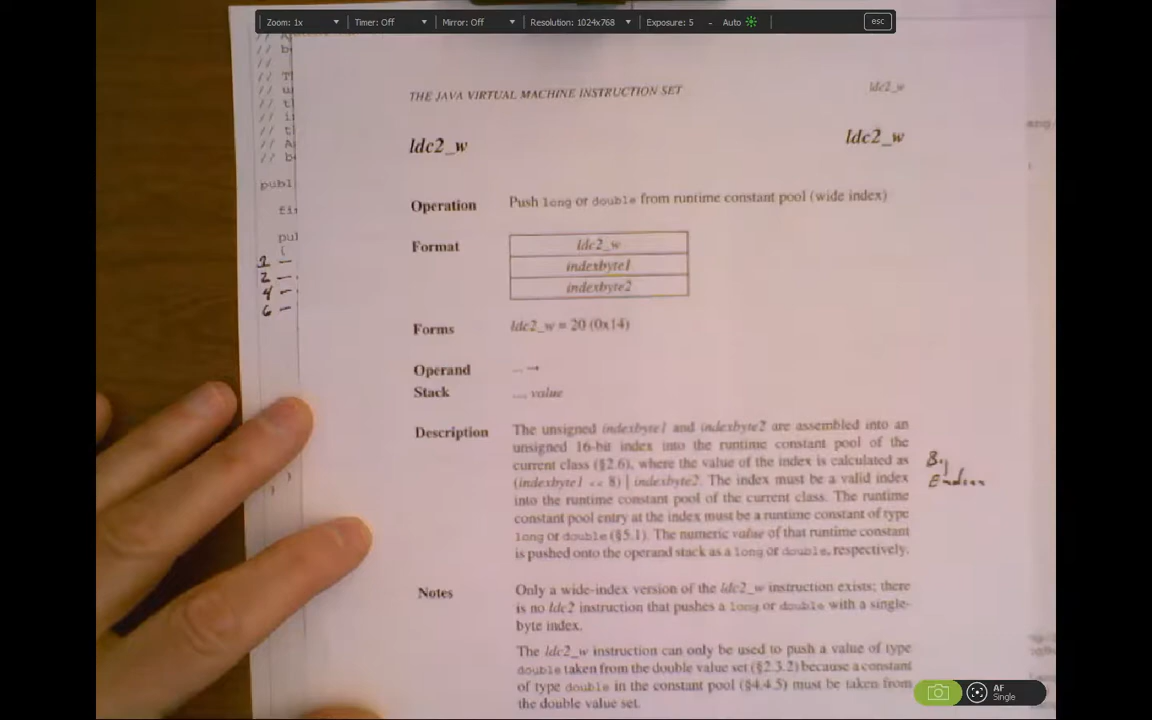 Zoom: 1x Timer: Off Mirror: Off Resolution: 1024x768 Exposure: 5 - Auto esc
THE JAVA VIRTUAL MACHINE INSTRUCTION SET ldc2_w
ldc2_w ldc2_w
Operation Push long or double from runtime constant pool (wide index)
Format ldc2_w
indexbyte1
indexbyte2
Forms ldc2_w = 20 (0x14)
Operand ... →
Stack ..., value
Description The unsigned indexbyte1 and indexbyte2 are assembled into an
unsigned 16-bit index into the runtime constant pool of the
current class (§2.6), where the value of the index is calculated as
(indexbyte1 << 8) | indexbyte2. The index must be a valid index
into the runtime constant pool of the current class. The runtime
constant pool entry at the index must be a runtime constant of type
long or double (§5.1). The numeric value of that runtime constant
is pushed onto the operand stack as a long or double, respectively.
Big
Endian
Notes Only a wide-index version of the ldc2_w instruction exists; there
is no ldc2 instruction that pushes a long or double with a single-
byte index.
The ldc2_w instruction can only be used to push a value of type
double taken from the double value set (§2.3.2) because a constant
of type double in the constant pool (§4.4.5) must be taken from
the double value set.
publ
pul
{
2 —
4 —
6 —
AF
Single